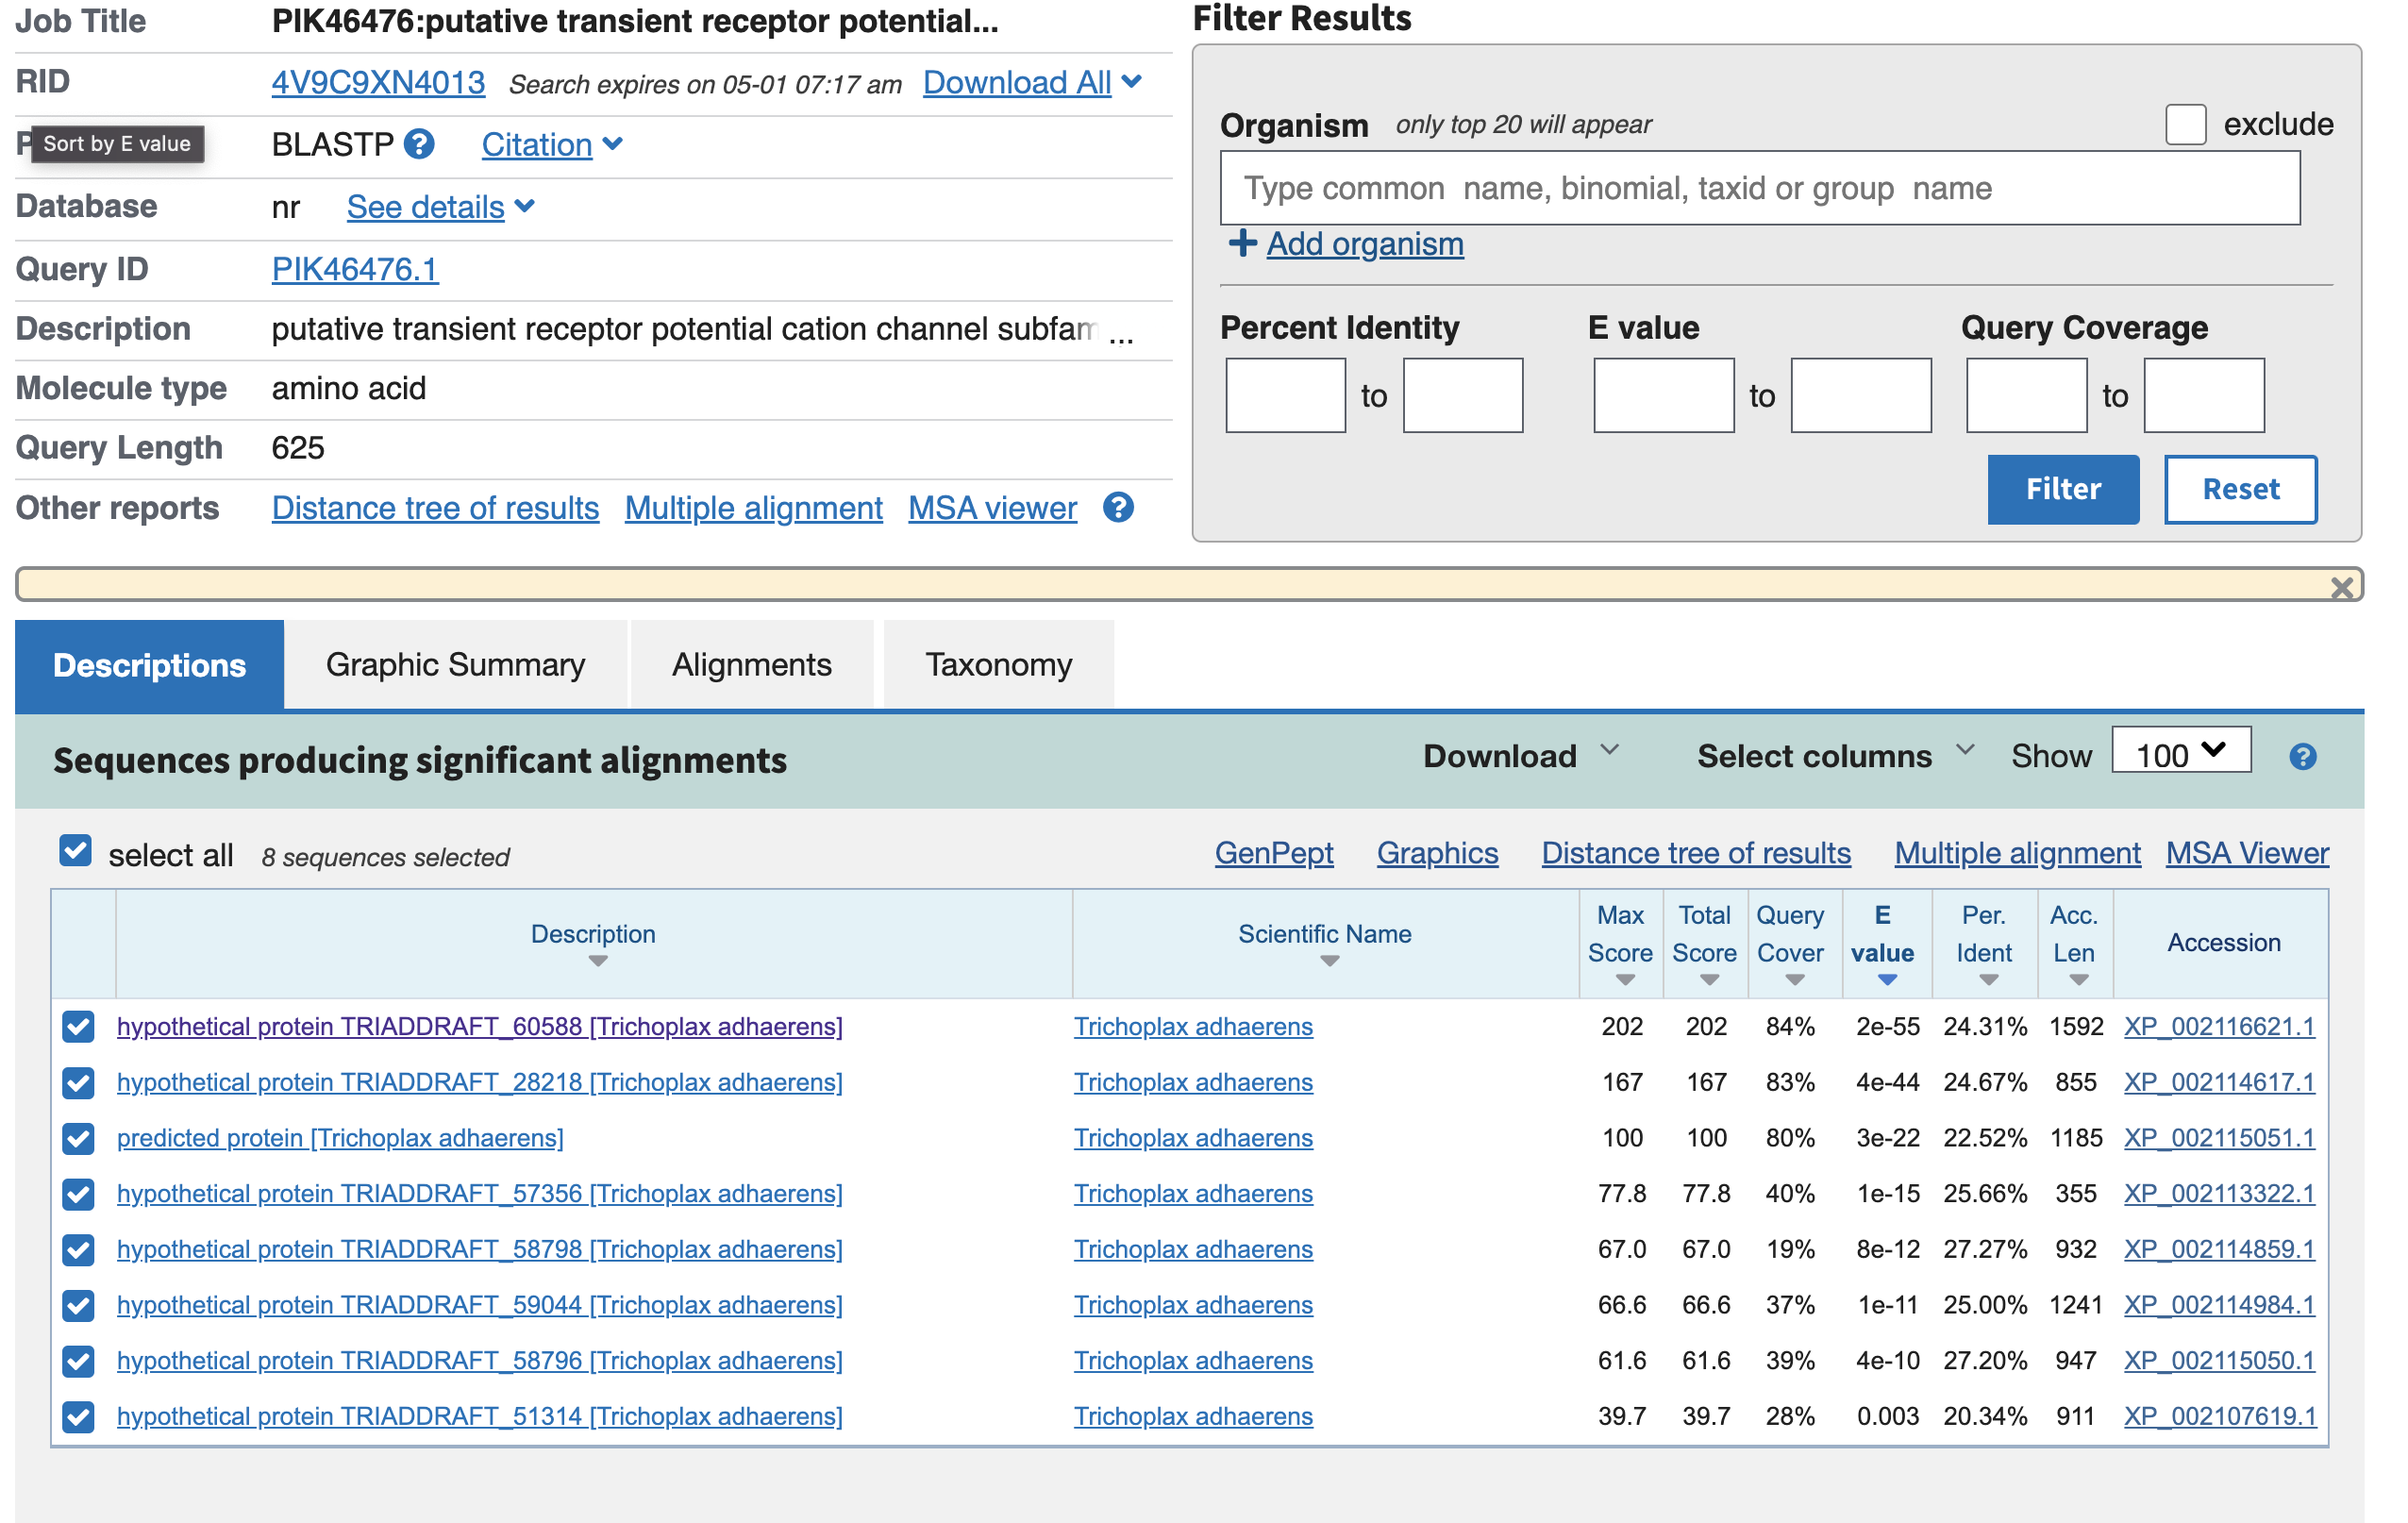 Job Title PIK46476:putative transient receptor potential...
RID 4V9C9XN4013 Search expires on 05-01 07:17 am Download All
P Sort by E value BLASTP ? Citation
Database nr See details
Query ID PIK46476.1
Description putative transient receptor potential cation channel subfam ...
Molecule type amino acid
Query Length 625
Other reports Distance tree of results Multiple alignment MSA viewer ?
Filter Results
Organism only top 20 will appear exclude
Type common name, binomial, taxid or group name
+ Add organism
Percent Identity E value Query Coverage
to to to
Filter Reset
Descriptions Graphic Summary Alignments Taxonomy
Sequences producing significant alignments Download Select columns Show 100 ?
select all 8 sequences selected GenPept Graphics Distance tree of results Multiple alignment MSA Viewer
Description Scientific Name Max Score Total Score Query Cover E value Per. Ident Acc. Len Accession
hypothetical protein TRIADDRAFT_60588 [Trichoplax adhaerens] Trichoplax adhaerens 202 202 84% 2e-55 24.31% 1592 XP_002116621.1
hypothetical protein TRIADDRAFT_28218 [Trichoplax adhaerens] Trichoplax adhaerens 167 167 83% 4e-44 24.67% 855 XP_002114617.1
predicted protein [Trichoplax adhaerens] Trichoplax adhaerens 100 100 80% 3e-22 22.52% 1185 XP_002115051.1
hypothetical protein TRIADDRAFT_57356 [Trichoplax adhaerens] Trichoplax adhaerens 77.8 77.8 40% 1e-15 25.66% 355 XP_002113322.1
hypothetical protein TRIADDRAFT_58798 [Trichoplax adhaerens] Trichoplax adhaerens 67.0 67.0 19% 8e-12 27.27% 932 XP_002114859.1
hypothetical protein TRIADDRAFT_59044 [Trichoplax adhaerens] Trichoplax adhaerens 66.6 66.6 37% 1e-11 25.00% 1241 XP_002114984.1
hypothetical protein TRIADDRAFT_58796 [Trichoplax adhaerens] Trichoplax adhaerens 61.6 61.6 39% 4e-10 27.20% 947 XP_002115050.1
hypothetical protein TRIADDRAFT_51314 [Trichoplax adhaerens] Trichoplax adhaerens 39.7 39.7 28% 0.003 20.34% 911 XP_002107619.1